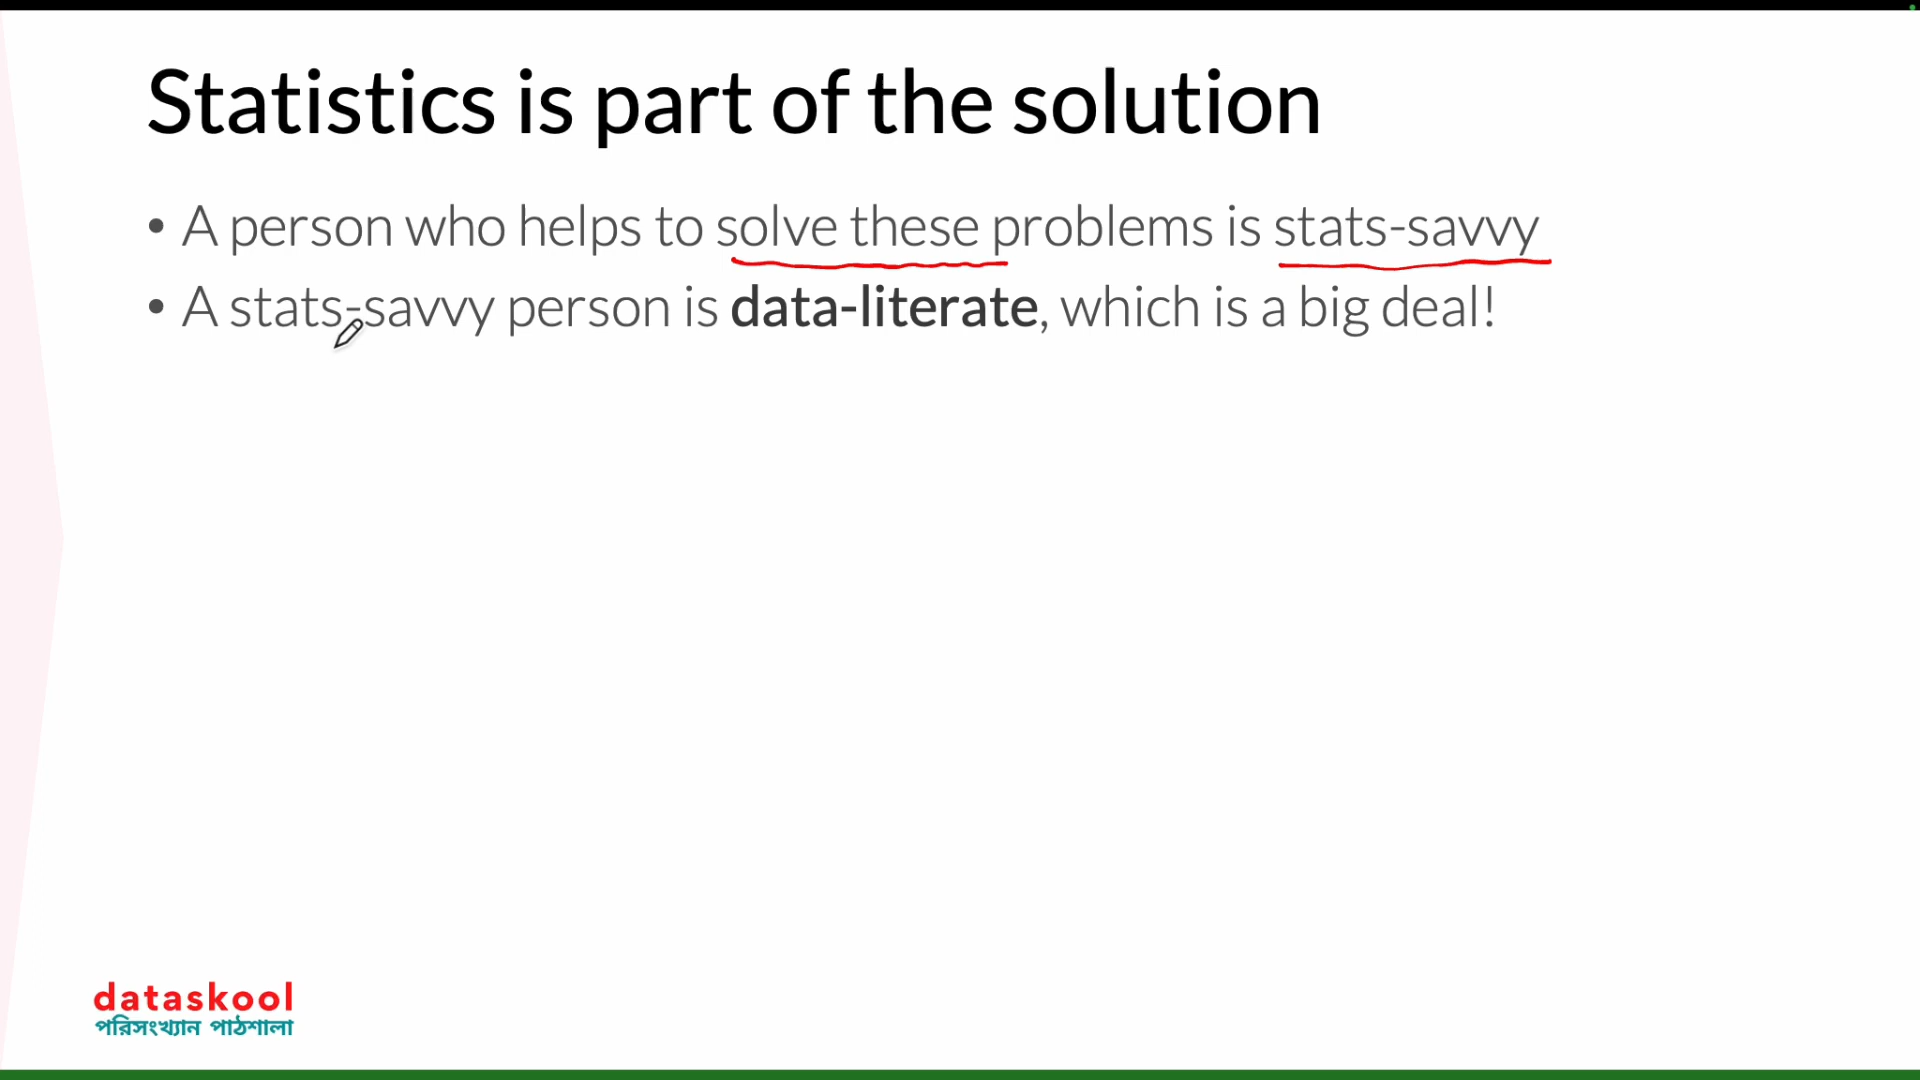 Statistics is part of the solution
• A person who helps to solve these problems is stats-savvy
• A stats-savvy person is data-literate, which is a big deal!
dataskool
পরিসংখ্যান পাঠশালা